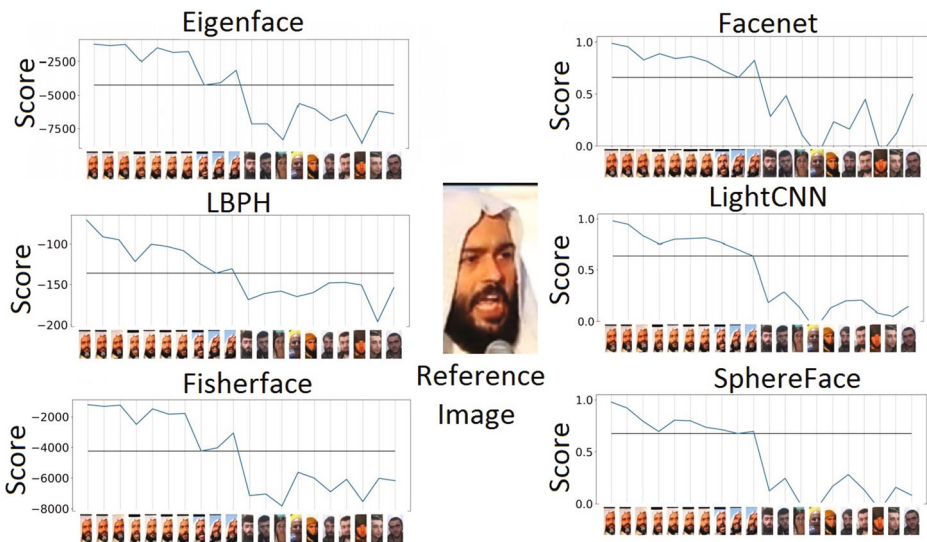 Eigenface
Score
−2500
−5000
−7500
LBPH
Score
−100
−150
−200
Fisherface
Score
−2000
−4000
−6000
−8000
Reference
Image
Facenet
Score
1.0
0.5
0.0
LightCNN
Score
1.0
0.5
0.0
SphereFace
Score
1.0
0.5
0.0